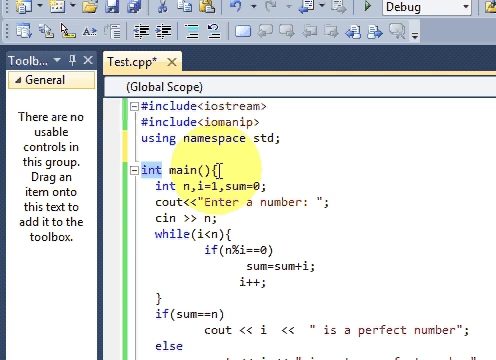 Debug
Toolb...
General
There are no
usable
controls in
this group.
Drag an
item onto
this text to
add it to the
toolbox.
Test.cpp*
(Global Scope)
#include<iostream>
#include<iomanip>
using namespace std;
int main(){
int n,i=1,sum=0;
cout<<"Enter a number: ";
cin >> n;
while(i<n){
if(n%i==0)
sum=sum+i;
i++;
}
if(sum==n)
cout << i << " is a perfect number";
else